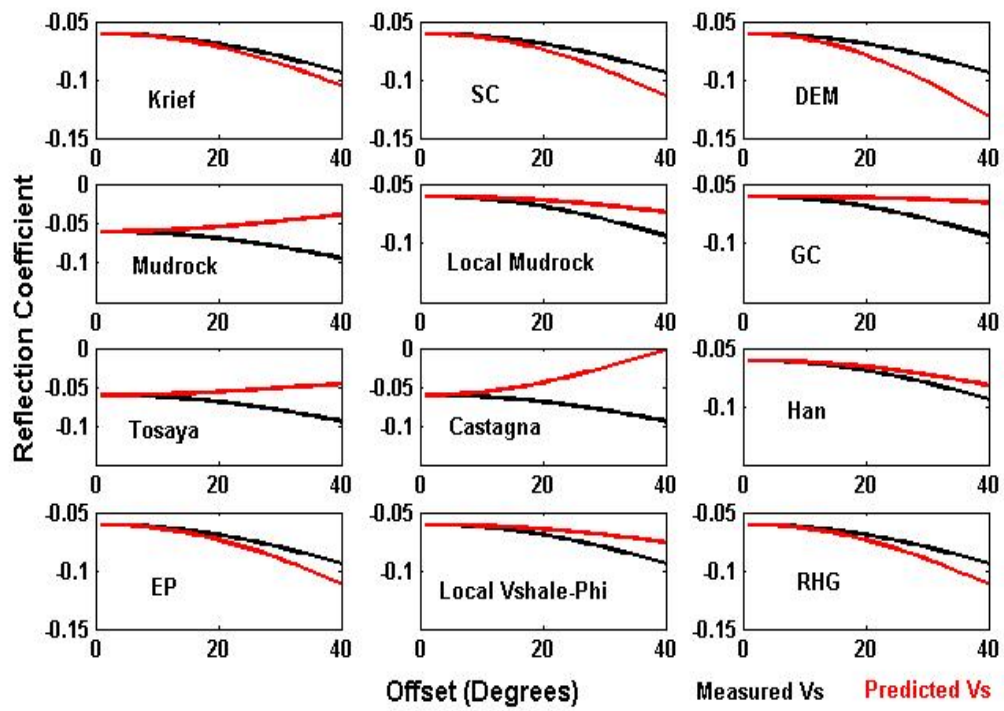 -0.05 -0.05 -0.05
-0.1 -0.1 -0.1
Krief SC DEM
-0.15 -0.15 -0.15
0 20 40 0 20 40 0 20 40
Reflection Coefficient
0 -0.05 -0.05
-0.05 -0.1 -0.1
-0.1
Mudrock Local Mudrock GC
0 20 40 0 20 40 0 20 40
0 0 -0.05
-0.05 -0.05 -0.1
-0.1 -0.1
Tosaya Castagna Han
0 20 40 0 20 40 0 20 40
-0.05 -0.05 -0.05
-0.1 -0.1 -0.1
EP Local Vshale-Phi RHG
-0.15 -0.15 -0.15
0 20 40 0 20 40 0 20 40
Offset (Degrees) Measured Vs Predicted Vs